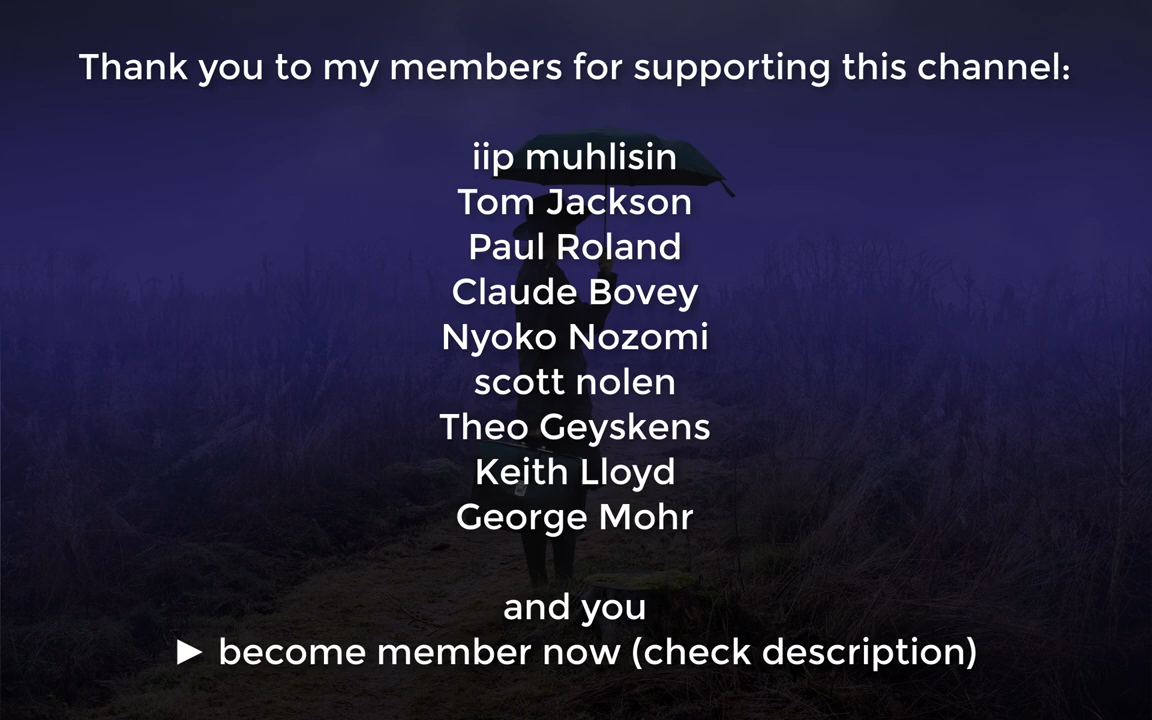 Thank you to my members for supporting this channel:
iip muhlisin
Tom Jackson
Paul Roland
Claude Bovey
Nyoko Nozomi
scott nolen
Theo Geyskens
Keith Lloyd
George Mohr
and you
► become member now (check description)